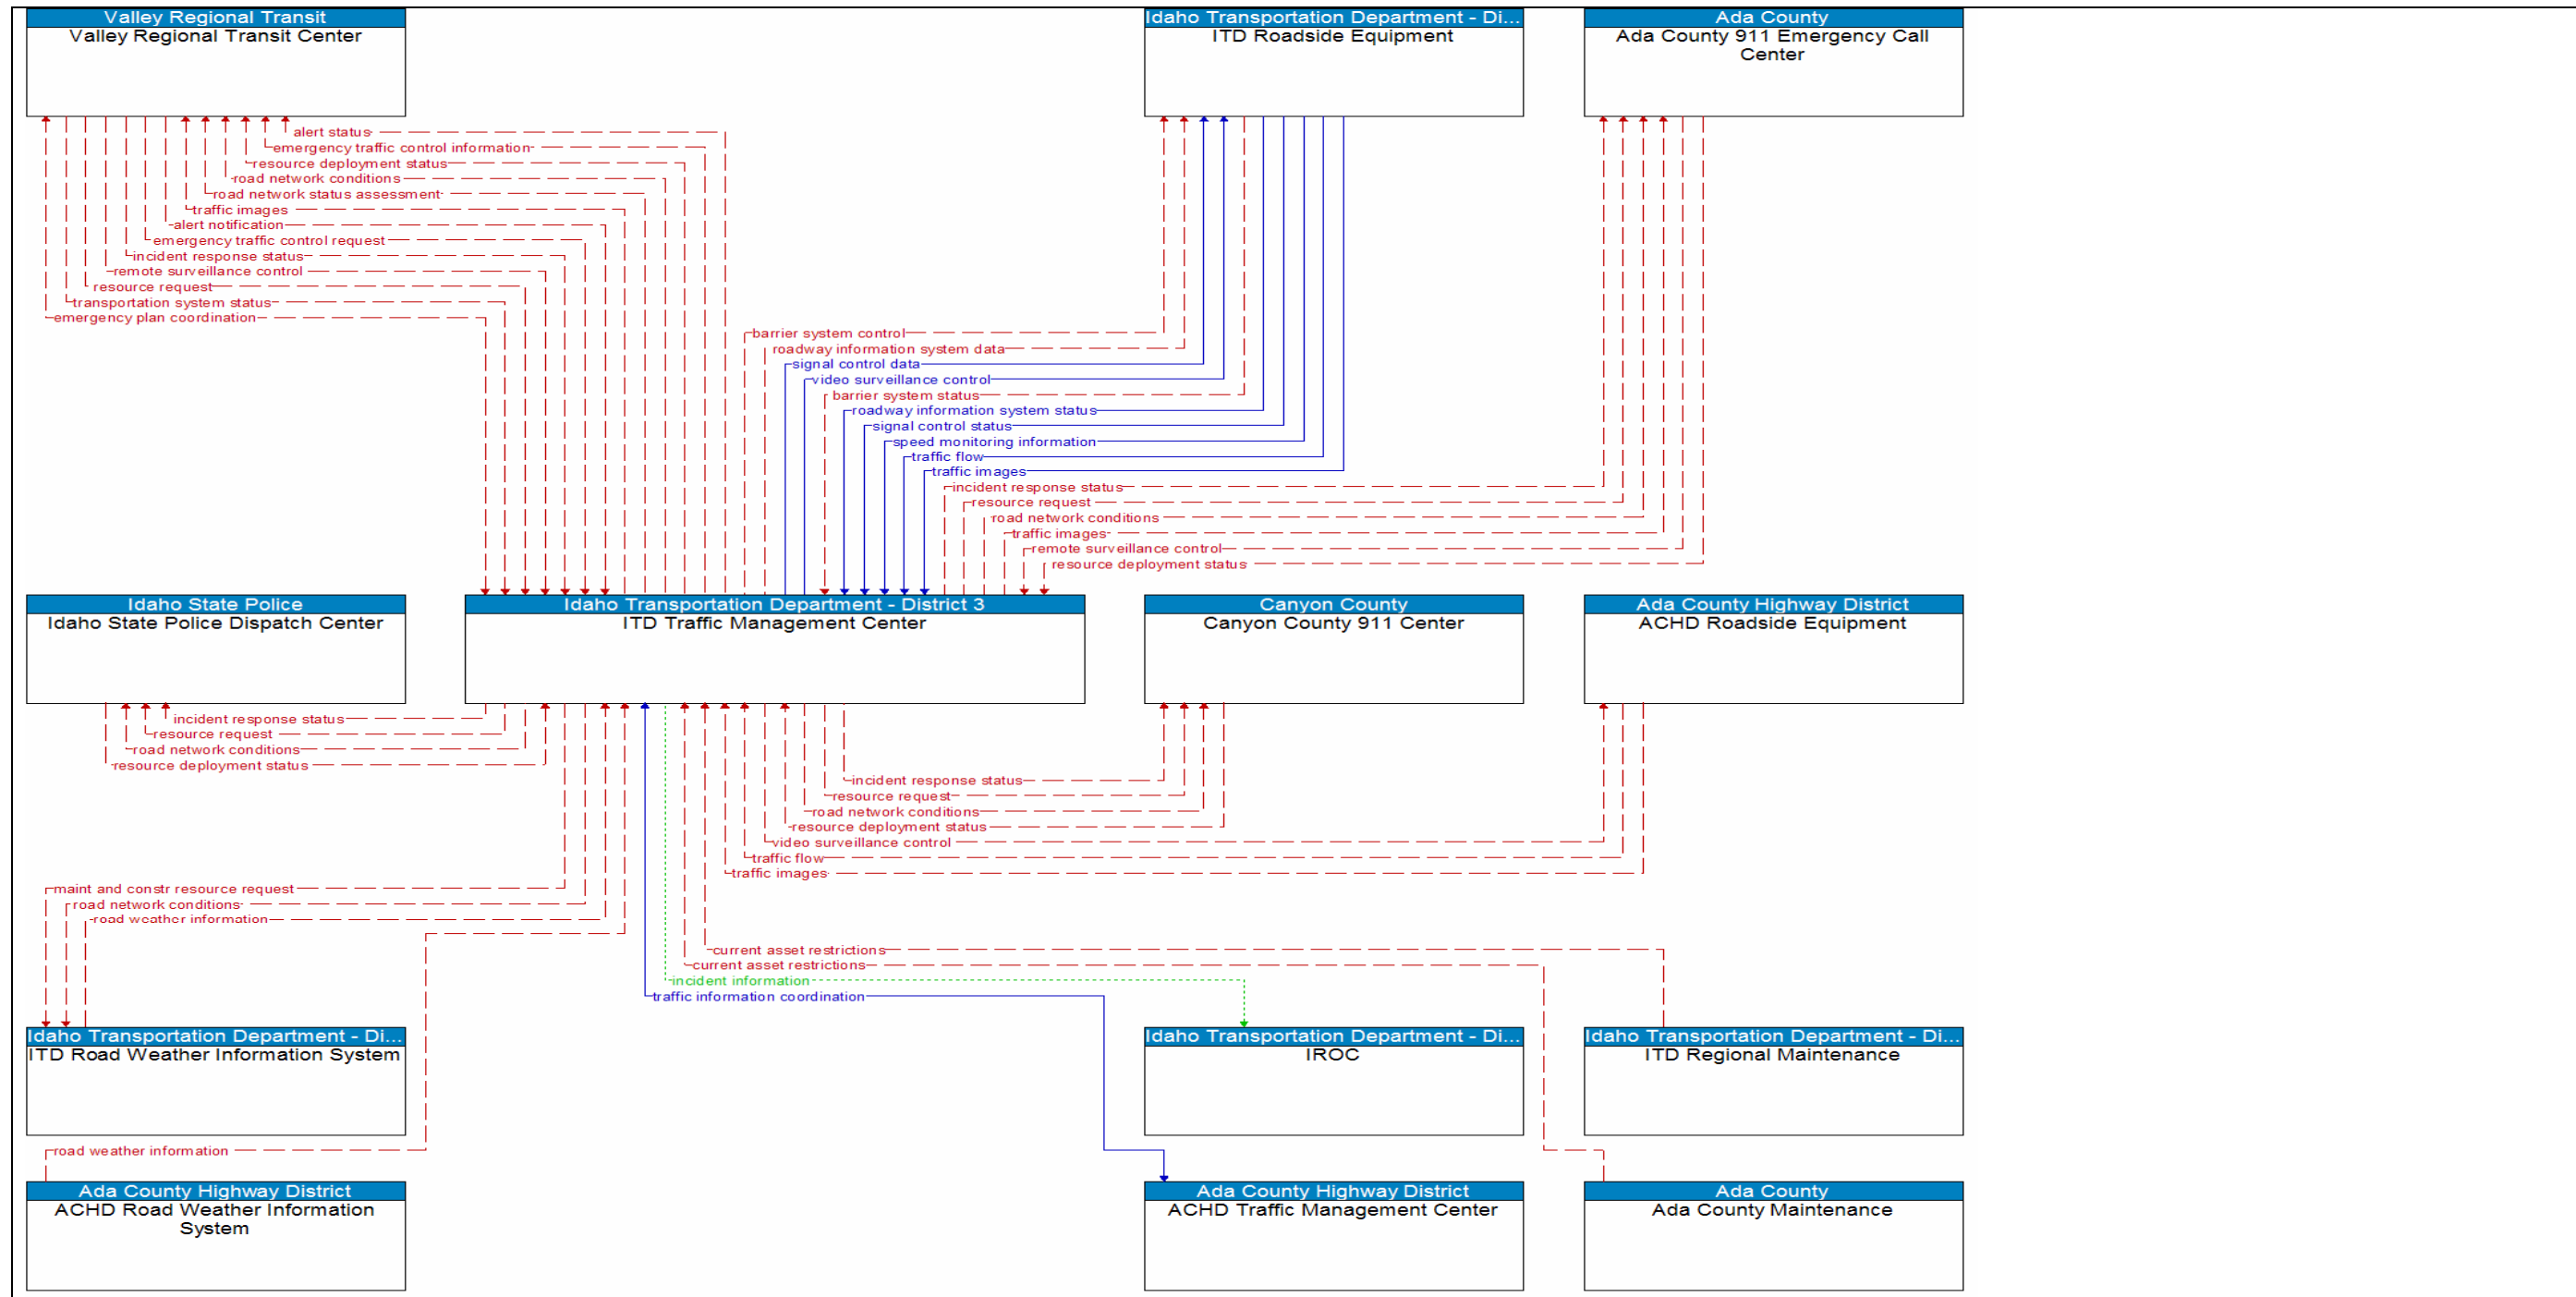 Valley Regional Transit
Valley Regional Transit Center
Idaho Transportation Department - Di...
ITD Roadside Equipment
Ada County
Ada County 911 Emergency Call
Center
alert status
emergency traffic control information
resource deployment status
road network conditions
road network status assessment
traffic images
alert notification
emergency traffic control request
incident response status
remote surveillance control
resource request
transportation system status
emergency plan coordination
barrier system control
roadway information system data
signal control data
video surveillance control
barrier system status
roadway information system status
signal control status
speed monitoring information
traffic flow
traffic images
incident response status
resource request
road network conditions
traffic images
remote surveillance control
resource deployment status
Idaho State Police
Idaho State Police Dispatch Center
Idaho Transportation Department - District 3
ITD Traffic Management Center
Canyon County
Canyon County 911 Center
Ada County Highway District
ACHD Roadside Equipment
incident response status
resource request
road network conditions
resource deployment status
incident response status
resource request
road network conditions
resource deployment status
video surveillance control
traffic flow
traffic images
maint and constr resource request
road network conditions
road weather information
current asset restrictions
current asset restrictions
incident information
traffic information coordination
Idaho Transportation Department - Di...
ITD Road Weather Information System
Idaho Transportation Department - Di...
IROC
Idaho Transportation Department - Di...
ITD Regional Maintenance
road weather information
Ada County Highway District
ACHD Road Weather Information
System
Ada County Highway District
ACHD Traffic Management Center
Ada County
Ada County Maintenance